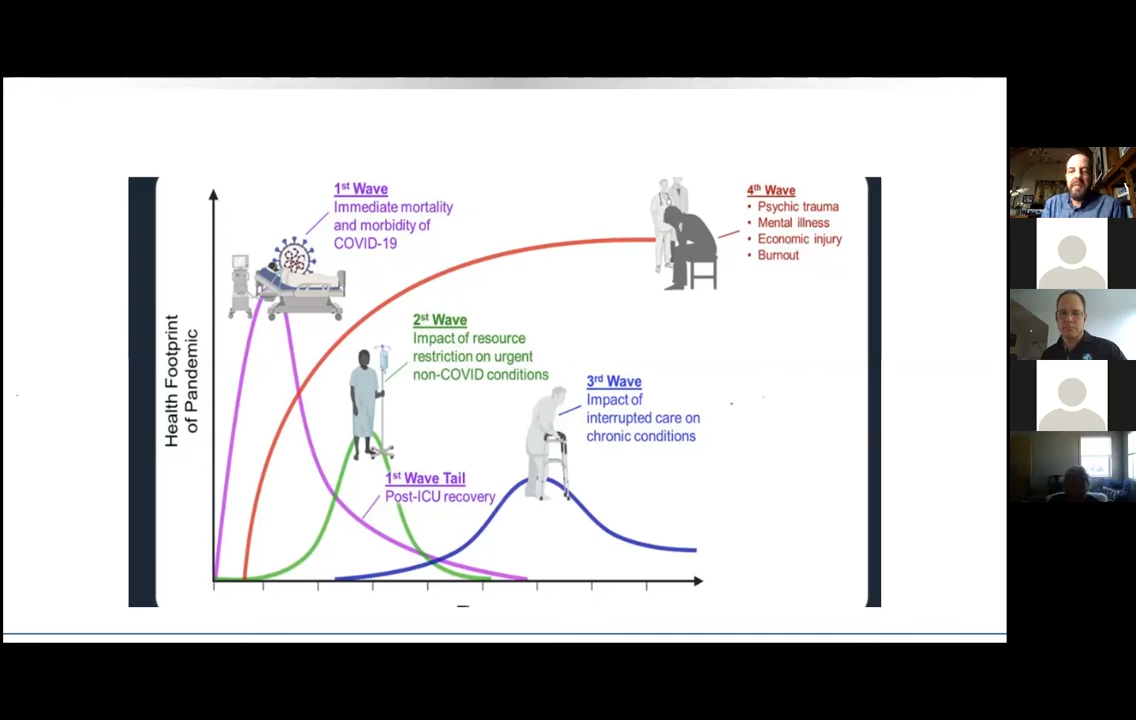 1st Wave
Immediate mortality
and morbidity of
COVID-19
4th Wave
• Psychic trauma
• Mental illness
• Economic injury
• Burnout
2st Wave
Impact of resource
restriction on urgent
non-COVID conditions
3rd Wave
Impact of
interrupted care on
chronic conditions
1st Wave Tail
Post-ICU recovery
Health Footprint
of Pandemic